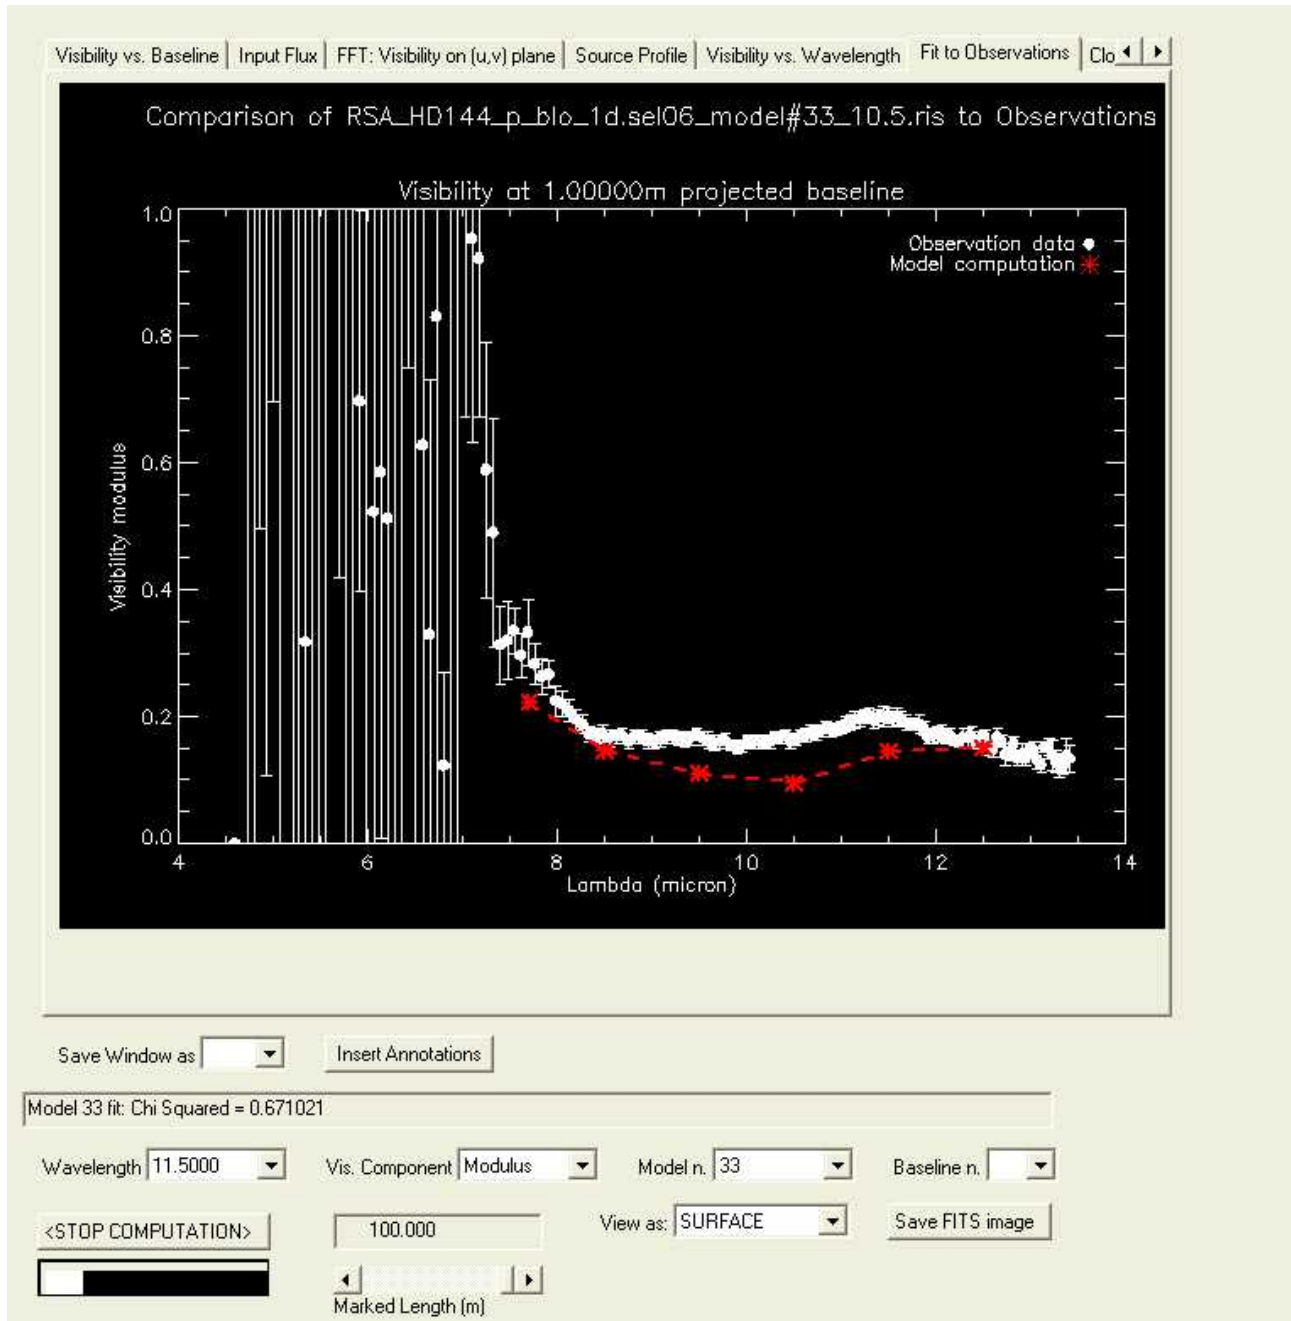 Visibility vs. Baseline Input Flux FFT: Visibility on (u,v) plane Source Profile Visibility vs. Wavelength Fit to Observations Clo
Comparison of RSA_HD144_p_blo_1d.sel06_model#33_10.5.ris to Observations
Visibility at 1.00000m projected baseline
1.0
Observation data
Model computation
0.8
0.6
0.4
0.2
0.0
Visibility modulus
4 6 8 10 12 14
Lambda (micron)
Save Window as Insert Annotations
Model 33 fit: Chi Squared = 0.671021
Wavelength 11.5000 Vis. Component Modulus Model n. 33 Baseline n.
<STOP COMPUTATION> 100.000 View as: SURFACE Save FITS image
Marked Length (m)